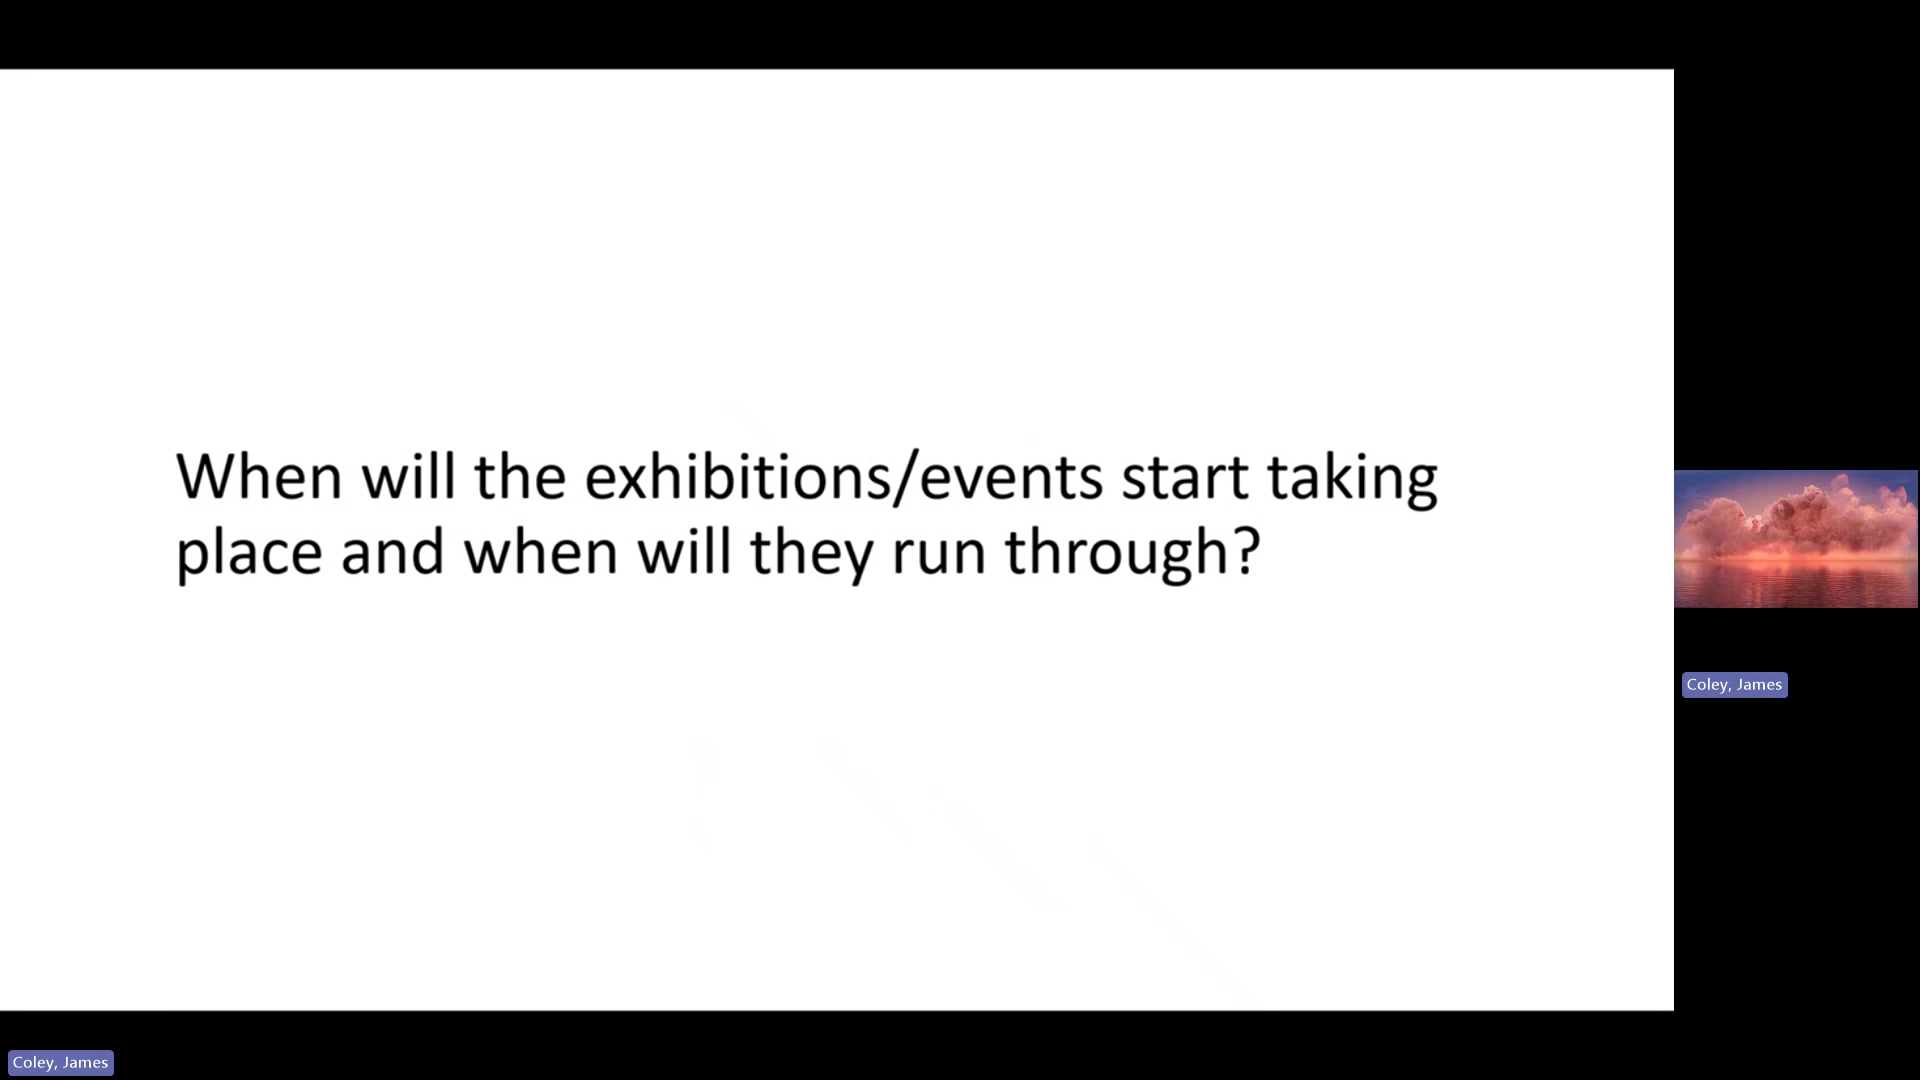 When will the exhibitions/events start taking
place and when will they run through?
Coley, James
Coley, James